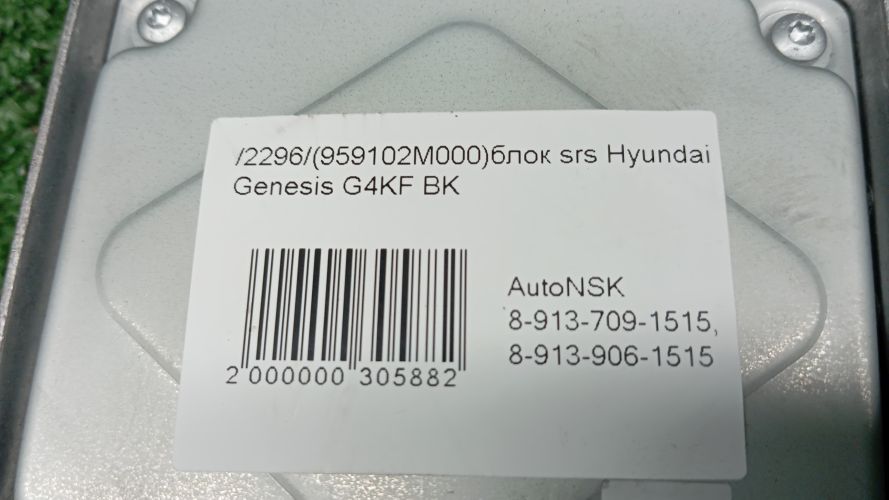 /2296/(959102M000)блок srs Hyundai
Genesis G4KF BK
AutoNSK
8-913-709-1515,
8-913-906-1515
2 000000 305882